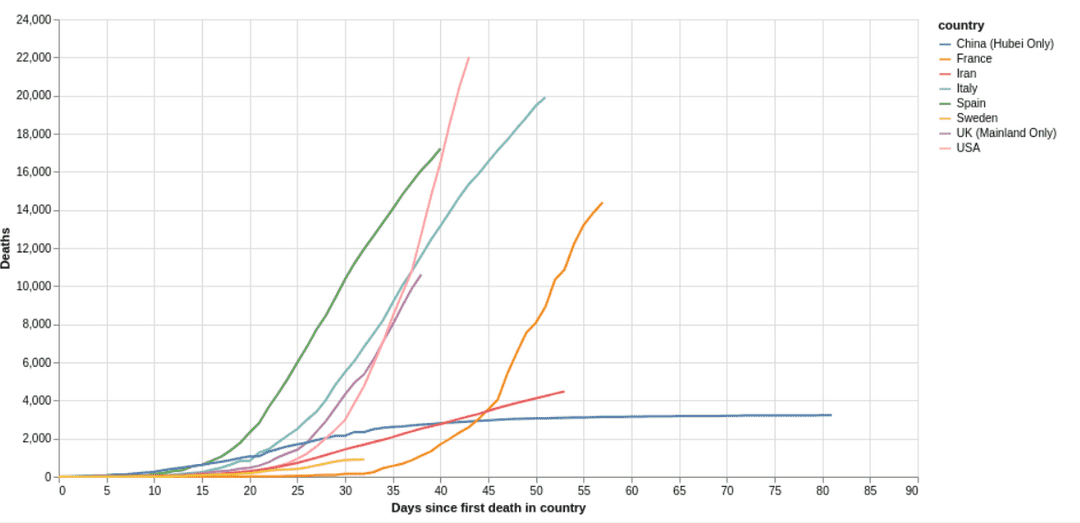 24,000
22,000
20,000
18,000
16,000
14,000
12,000
10,000
8,000
6,000
4,000
2,000
0
Deaths
0 5 10 15 20 25 30 35 40 45 50 55 60 65 70 75 80 85 90
Days since first death in country
country
China (Hubei Only)
France
Iran
Italy
Spain
Sweden
UK (Mainland Only)
USA